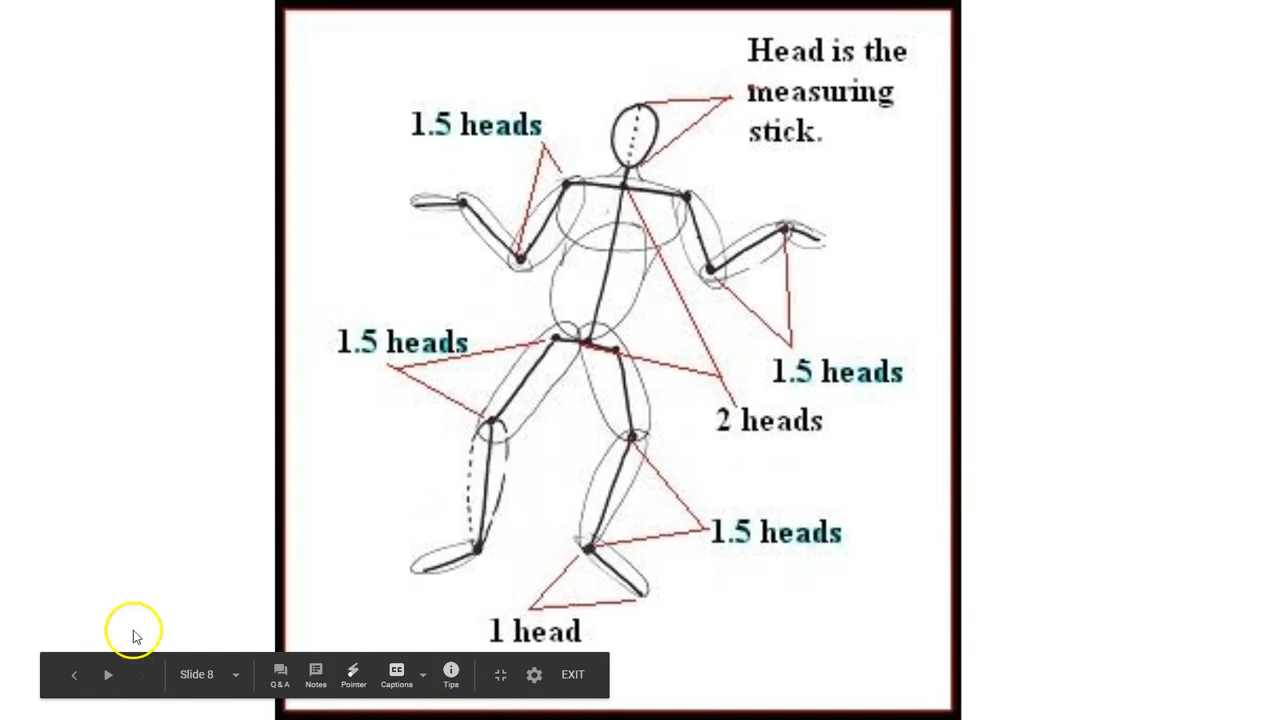 Head is the
measuring
stick.
1.5 heads
1.5 heads
1.5 heads
2 heads
1.5 heads
1 head
Slide 8
Q & A
Notes
Pointer
CC
Captions
Tips
EXIT